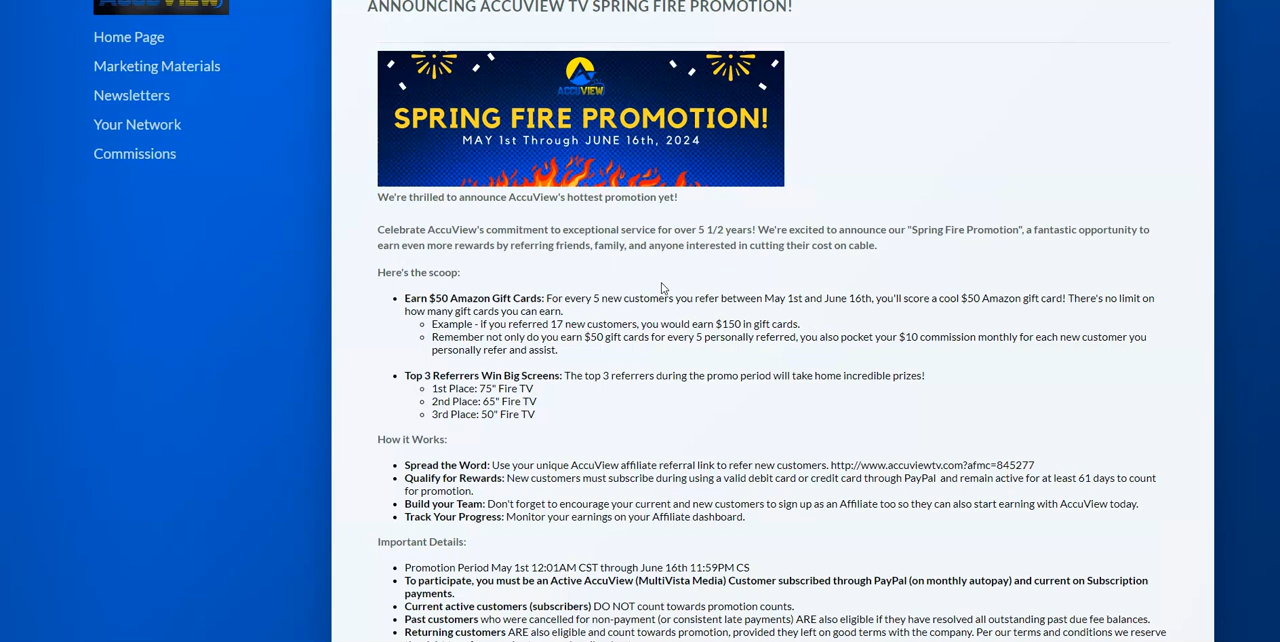 ACCUVIEW
ANNOUNCING ACCUVIEW TV SPRING FIRE PROMOTION!
Home Page
Marketing Materials
Newsletters
Your Network
Commissions
ACCUVIEW
SPRING FIRE PROMOTION!
MAY 1st Through JUNE 16th, 2024
We're thrilled to announce AccuView's hottest promotion yet!
Celebrate AccuView's commitment to exceptional service for over 5 1/2 years! We're excited to announce our "Spring Fire Promotion", a fantastic opportunity to
earn even more rewards by referring friends, family, and anyone interested in cutting their cost on cable.
Here's the scoop:
• Earn $50 Amazon Gift Cards: For every 5 new customers you refer between May 1st and June 16th, you'll score a cool $50 Amazon gift card! There's no limit on
how many gift cards you can earn.
Example - if you referred 17 new customers, you would earn $150 in gift cards.
Remember not only do you earn $50 gift cards for every 5 personally referred, you also pocket your $10 commission monthly for each new customer you
personally refer and assist.
• Top 3 Referrers Win Big Screens: The top 3 referrers during the promo period will take home incredible prizes!
1st Place: 75" Fire TV
2nd Place: 65" Fire TV
3rd Place: 50" Fire TV
How it Works:
• Spread the Word: Use your unique AccuView affiliate referral link to refer new customers. http://www.accuviewtv.com?afmc=845277
• Qualify for Rewards: New customers must subscribe during using a valid debit card or credit card through PayPal and remain active for at least 61 days to count
for promotion.
• Build your Team: Don't forget to encourage your current and new customers to sign up as an Affiliate too so they can also start earning with AccuView today.
• Track Your Progress: Monitor your earnings on your Affiliate dashboard.
Important Details:
• Promotion Period May 1st 12:01AM CST through June 16th 11:59PM CS
• To participate, you must be an Active AccuView (MultiVista Media) Customer subscribed through PayPal (on monthly autopay) and current on Subscription
payments.
• Current active customers (subscribers) DO NOT count towards promotion counts.
• Past customers who were cancelled for non-payment (or consistent late payments) ARE also eligible if they have resolved all outstanding past due fee balances.
• Returning customers ARE also eligible and count towards promotion, provided they left on good terms with the company. Per our terms and conditions we reserve